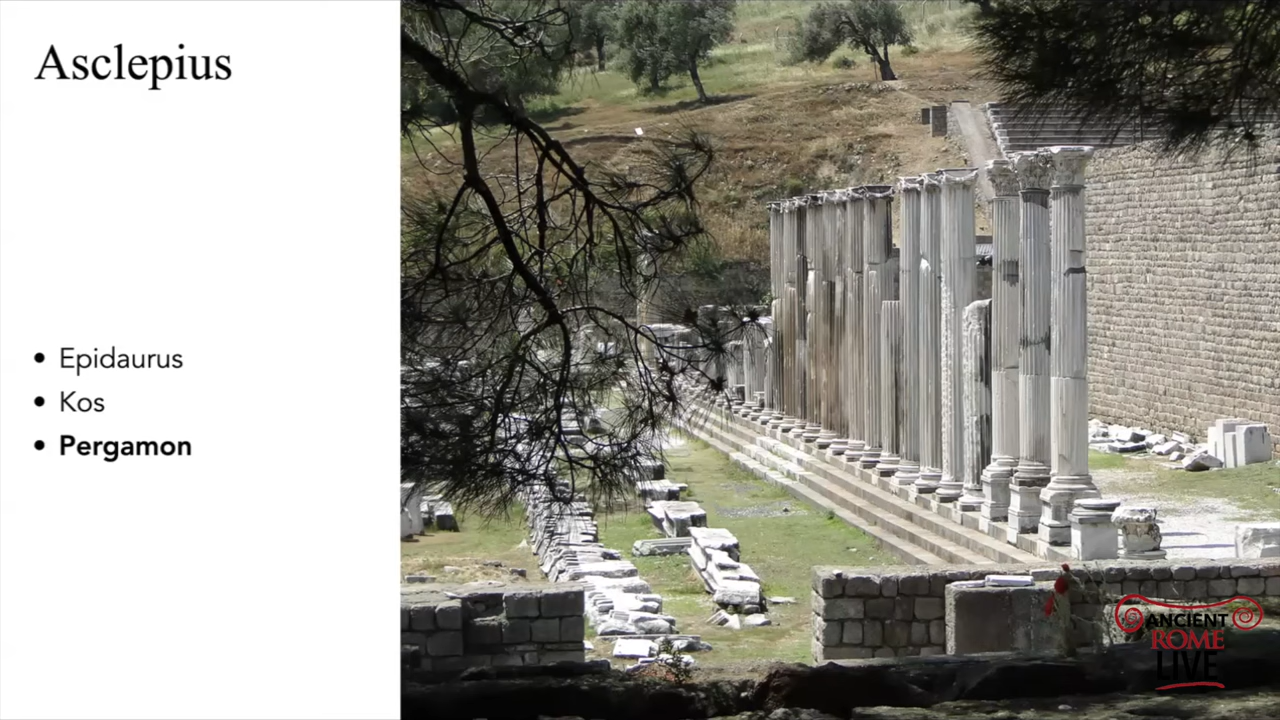 Asclepius
• Epidaurus
• Kos
• Pergamon
ANCIENT
ROME
LIVE